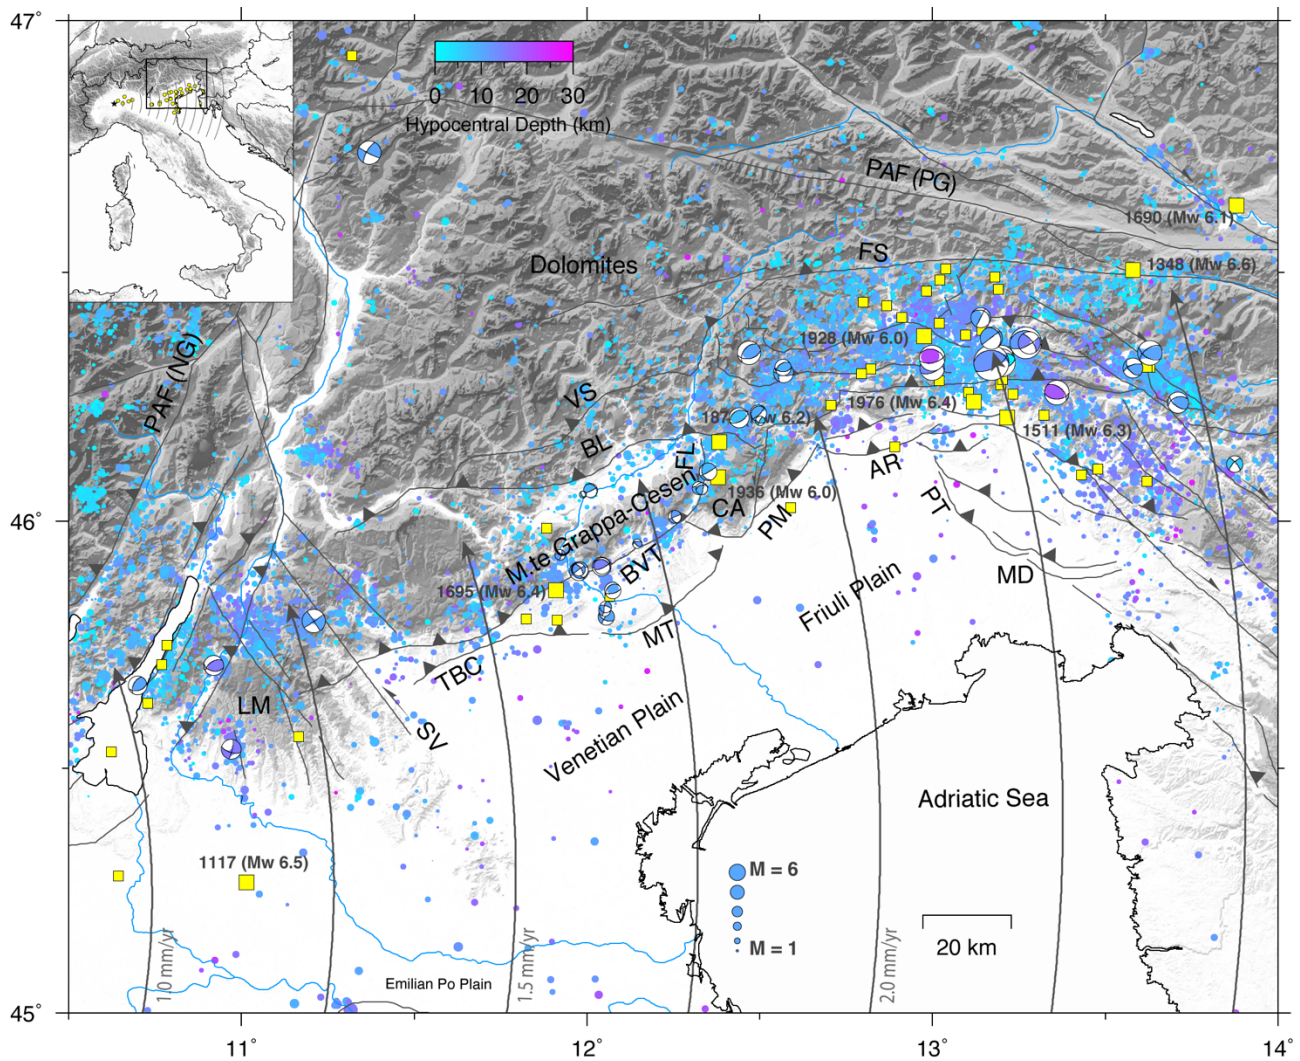 47°
0 10 20 30
Hypocentral Depth (km)
PAF (PG)
1690 (Mw 6.1)
FS
Dolomites
1348 (Mw 6.6)
PAF (NG)
1928 (Mw 6.0)
VS
1976 (Mw 6.4)
1511 (Mw 6.3)
BL
FL
AR
1936 (Mw 6.0)
46°
CA
PM
PT
M.te Grappa-Cesen
BVT
MD
1695 (Mw 6.4)
Friuli Plain
MT
TBC
LM
SV
Venetian Plain
Adriatic Sea
1117 (Mw 6.5)
M = 6
M = 1
20 km
1.0 mm/yr
1.5 mm/yr
2.0 mm/yr
Emilian Po Plain
45°
11° 12° 13° 14°